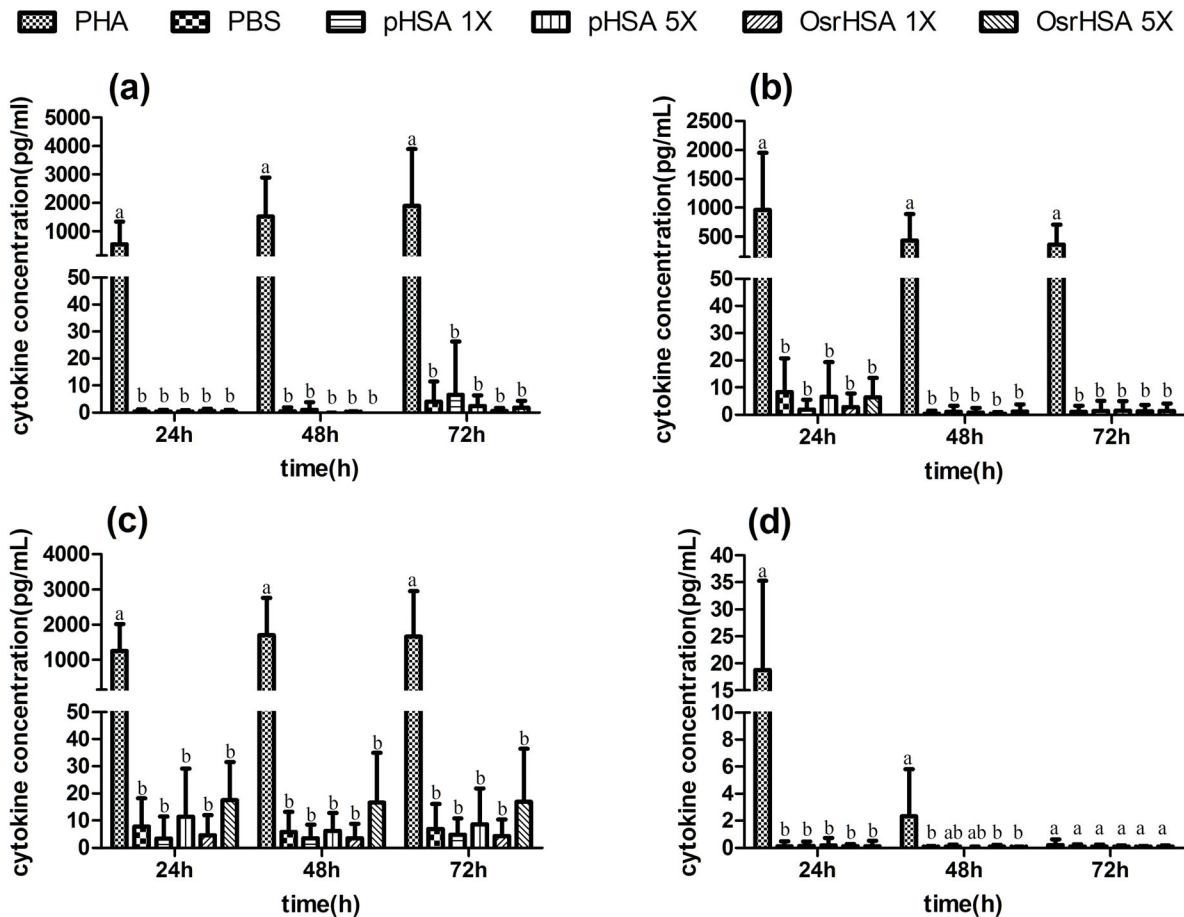 PHA PBS pHSA 1X pHSA 5X OsrHSA 1X OsrHSA 5X
(a)
cytokine concentration(pg/ml)
5000
4000
3000
2000
1000
50
40
30
20
10
0
a
b b b b b
a
b b b b b
a
b b b b b
24h 48h 72h
time(h)
(b)
cytokine concentration(pg/mL)
2500
2000
1500
1000
500
50
40
30
20
10
0
a
b b b b b
a
b b b b b
a
b b b b b
24h 48h 72h
time(h)
(c)
cytokine concentration(pg/mL)
4000
3000
2000
1000
50
40
30
20
10
0
a
b b b b b
a
b b b b b
a
b b b b b
24h 48h 72h
time(h)
(d)
cytokine concentration(pg/mL)
40
35
30
25
20
15
10
8
6
4
2
0
a
b b b b b
a
b ab ab b b
a a a a a a
24h 48h 72h
time(h)